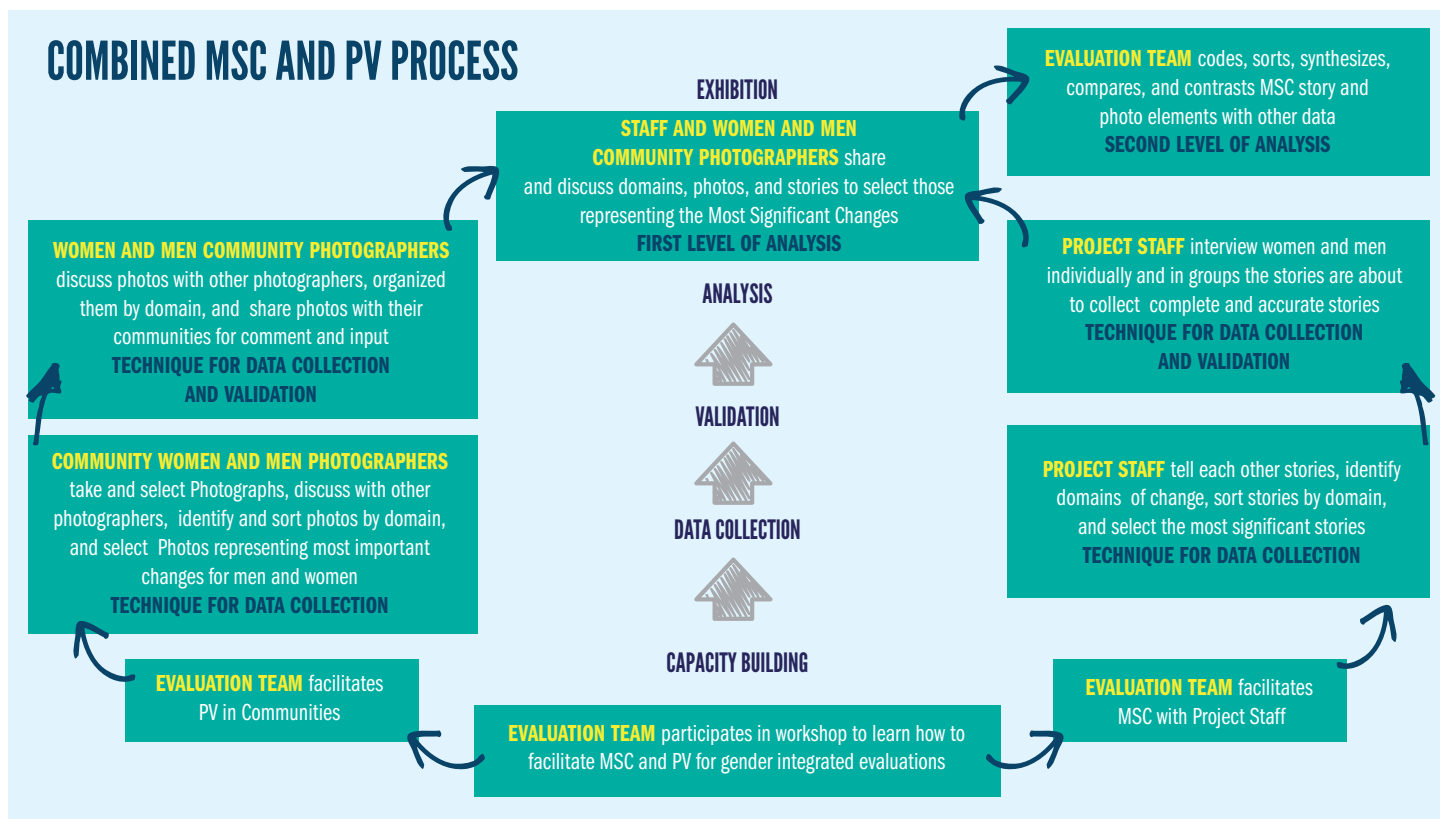 COMBINED MSC AND PV PROCESS
EXHIBITION
STAFF AND WOMEN AND MEN
COMMUNITY PHOTOGRAPHERS share
and discuss domains, photos, and stories to select those
representing the Most Significant Changes
FIRST LEVEL OF ANALYSIS
EVALUATION TEAM codes, sorts, synthesizes,
compares, and contrasts MSC story and
photo elements with other data
SECOND LEVEL OF ANALYSIS
WOMEN AND MEN COMMUNITY PHOTOGRAPHERS
discuss photos with other photographers, organized
them by domain, and share photos with their
communities for comment and input
TECHNIQUE FOR DATA COLLECTION
AND VALIDATION
PROJECT STAFF interview women and men
individually and in groups the stories are about
to collect complete and accurate stories
TECHNIQUE FOR DATA COLLECTION
AND VALIDATION
ANALYSIS
VALIDATION
DATA COLLECTION
CAPACITY BUILDING
COMMUNITY WOMEN AND MEN PHOTOGRAPHERS
take and select Photographs, discuss with other
photographers, identify and sort photos by domain,
and select Photos representing most important
changes for men and women
TECHNIQUE FOR DATA COLLECTION
PROJECT STAFF tell each other stories, identify
domains of change, sort stories by domain,
and select the most significant stories
TECHNIQUE FOR DATA COLLECTION
EVALUATION TEAM facilitates
PV in Communities
EVALUATION TEAM participates in workshop to learn how to
facilitate MSC and PV for gender integrated evaluations
EVALUATION TEAM facilitates
MSC with Project Staff